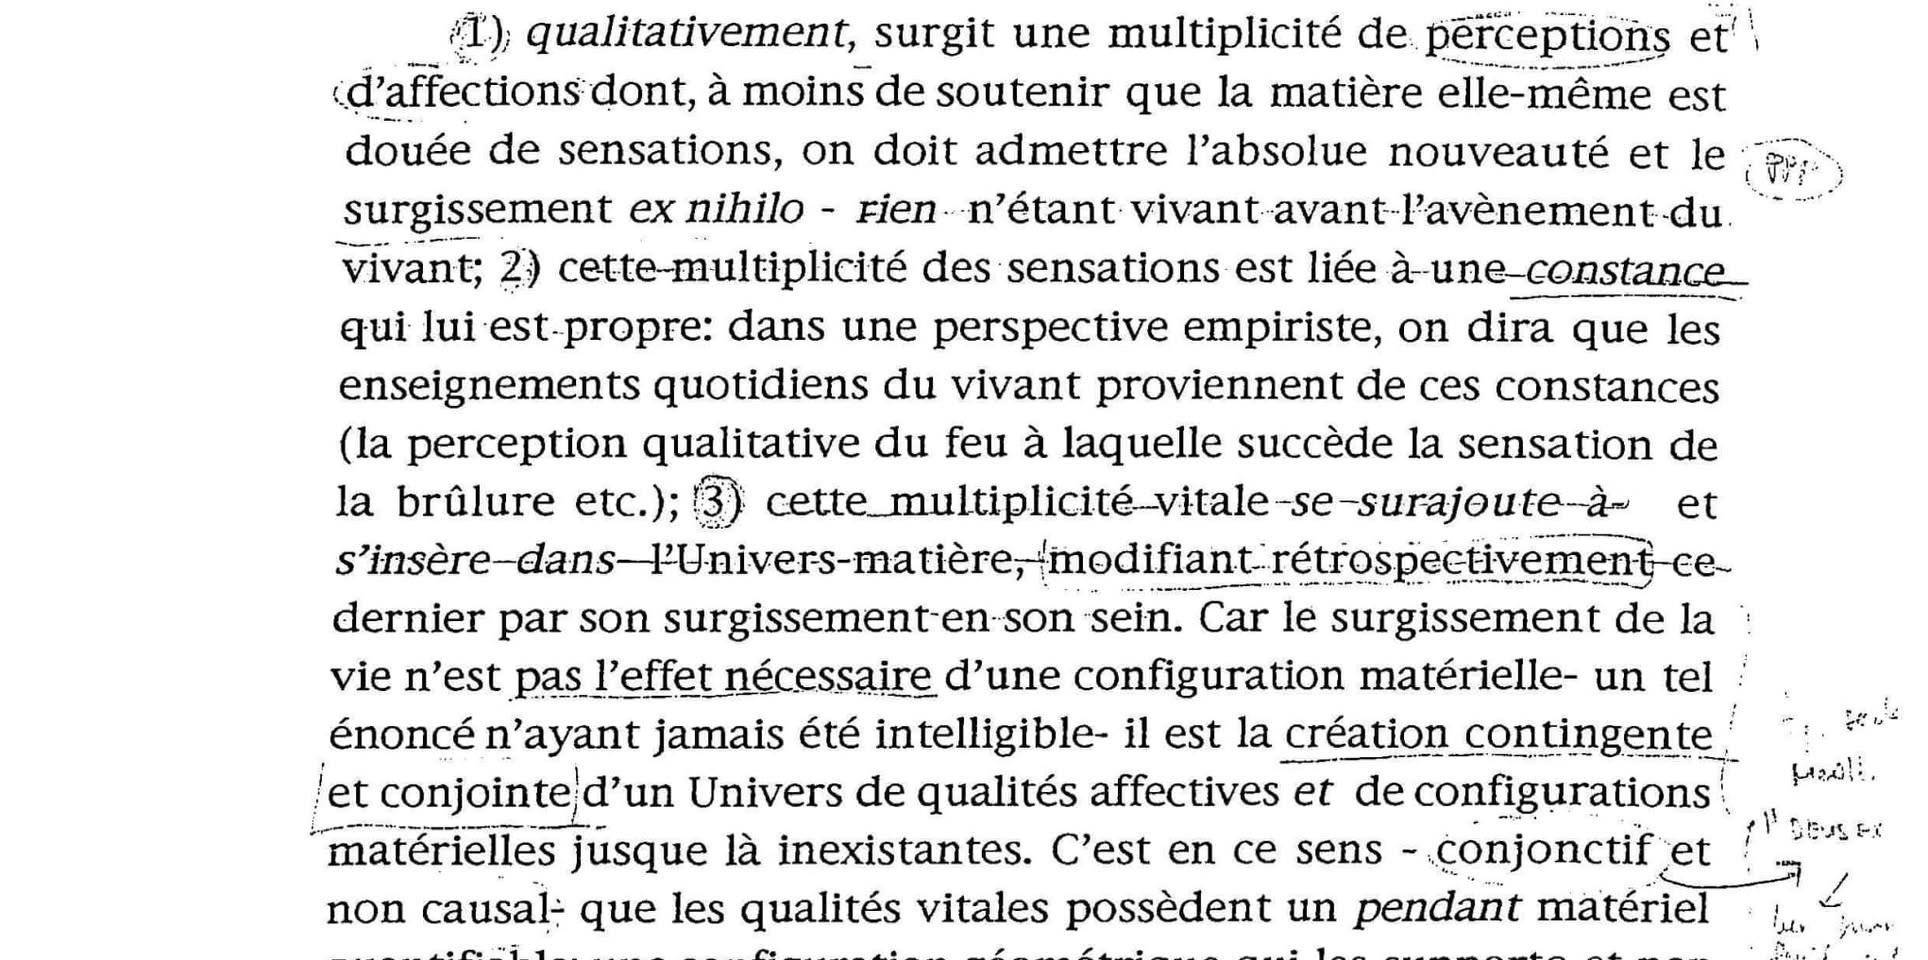 1) qualitativement, surgit une multiplicité de perceptions et
d’affections dont, à moins de soutenir que la matière elle-même est
douée de sensations, on doit admettre l’absolue nouveauté et le
surgissement ex nihilo - rien n’étant vivant avant l’avènement du
vivant; 2) cette multiplicité des sensations est liée à une constance
qui lui est propre: dans une perspective empiriste, on dira que les
enseignements quotidiens du vivant proviennent de ces constances
(la perception qualitative du feu à laquelle succède la sensation de
la brûlure etc.); 3) cette multiplicité vitale se surajoute à et
s’insère dans l’Univers-matière, modifiant rétrospectivement ce
dernier par son surgissement en son sein. Car le surgissement de la
vie n’est pas l’effet nécessaire d’une configuration matérielle- un tel
énoncé n’ayant jamais été intelligible- il est la création contingente
et conjointe d’un Univers de qualités affectives et de configurations
matérielles jusque là inexistantes. C’est en ce sens - conjonctif et
DEUS EX
non causal- que les qualités vitales possèdent un pendant matériel